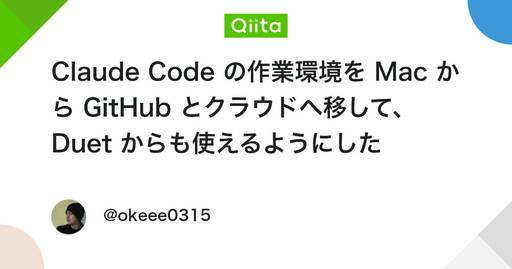 Qiita
Claude Code の作業環境を Mac か
ら GitHub とクラウドへ移して、
Duet からも使えるようにした
@okeee0315